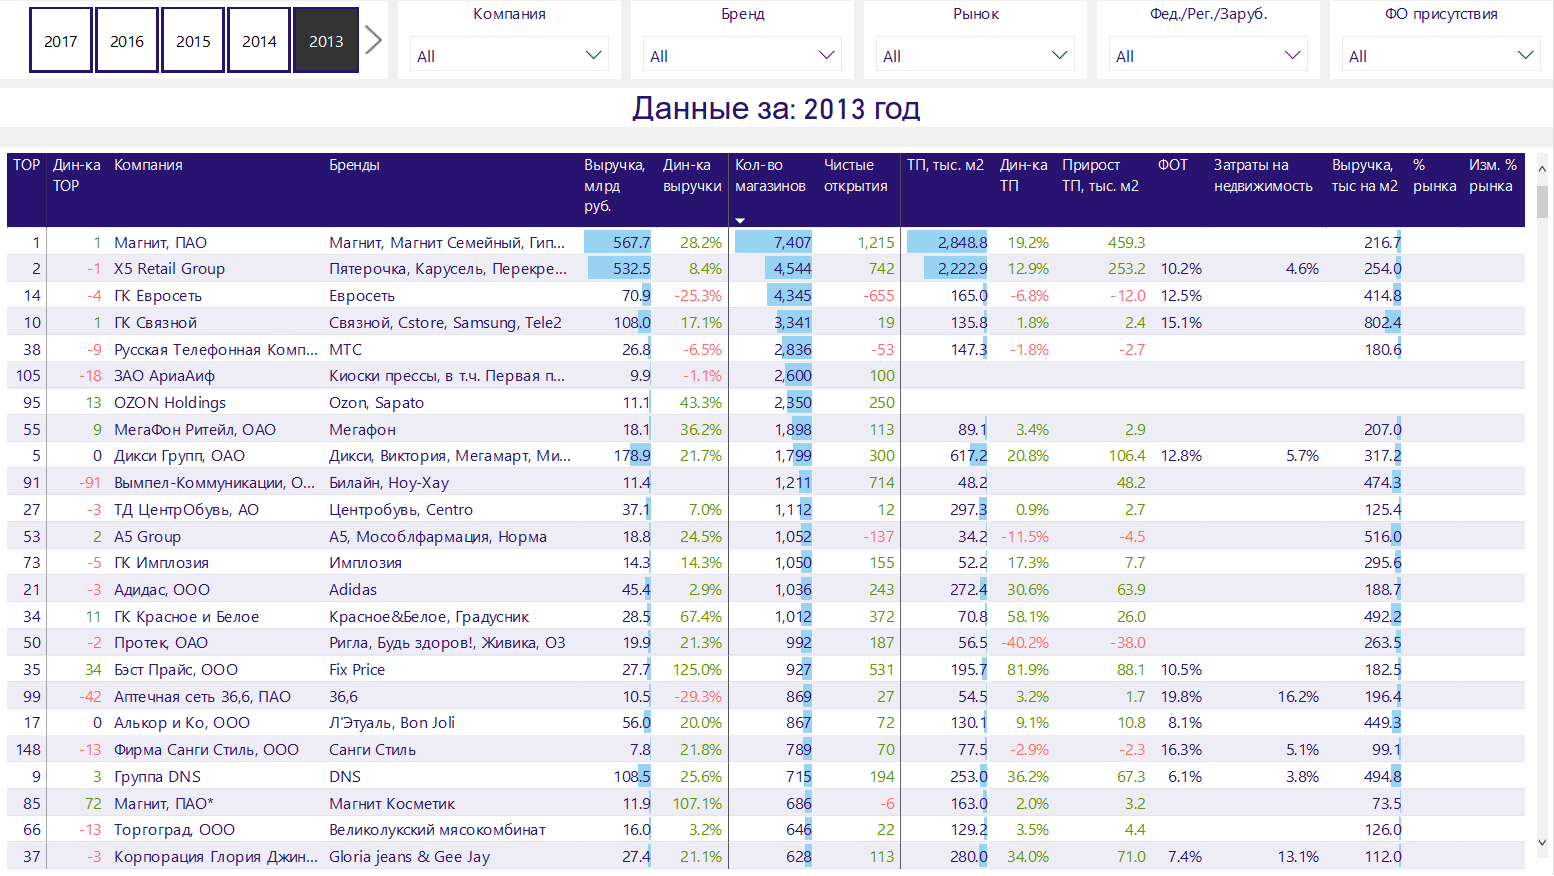 2017 2016 2015 2014 2013
Компания Бренд Рынок Фед./Рег./Заруб. ФО присутствия
All All All All All
Данные за: 2013 год
TOP Дин-ка TOP Компания Бренды Выручка, млрд руб. Дин-ка выручки Кол-во магазинов Чистые открытия ТП, тыс. м2 Дин-ка ТП Прирост ТП, тыс. м2 ФОТ Затраты на недвижимость Выручка, тыс на м2 % рынка Изм. % рынка
1 1 Магнит, ПАО Магнит, Магнит Семейный, Гип... 567.7 28.2% 7,407 1,215 2,848.8 19.2% 459.3 216.7
2 -1 X5 Retail Group Пятерочка, Карусель, Перекре... 532.5 8.4% 4,544 742 2,222.9 12.9% 253.2 10.2% 4.6% 254.0
14 -4 ГК Евросеть Евросеть 70.9 -25.3% 4,345 -655 165.0 -6.8% -12.0 12.5% 414.8
10 1 ГК Связной Связной, Cstore, Samsung, Tele2 108.0 17.1% 3,341 19 135.8 1.8% 2.4 15.1% 802.4
38 -9 Русская Телефонная Комп... МТС 26.8 -6.5% 2,836 -53 147.3 -1.8% -2.7 180.6
105 -18 ЗАО АриаАиф Киоски прессы, в т.ч. Первая п... 9.9 -1.1% 2,600 100
95 13 OZON Holdings Ozon, Sapato 11.1 43.3% 2,350 250
55 9 МегаФон Ритейл, ОАО Мегафон 18.1 36.2% 1,898 113 89.1 3.4% 2.9 207.0
5 0 Дикси Групп, ОАО Дикси, Виктория, Мегамарт, Ми... 178.9 21.7% 1,799 300 617.2 20.8% 106.4 12.8% 5.7% 317.2
91 -91 Вымпел-Коммуникации, О... Билайн, Ноу-Хау 11.4 1,211 714 48.2 48.2 474.3
27 -3 ТД ЦентрОбувь, АО Центробувь, Centro 37.1 7.0% 1,112 12 297.3 0.9% 2.7 125.4
53 2 A5 Group A5, Мособлфармация, Норма 18.8 24.5% 1,052 -137 34.2 -11.5% -4.5 516.0
73 -5 ГК Имплозия Имплозия 14.3 14.3% 1,050 155 52.2 17.3% 7.7 295.6
21 -3 Адидас, ООО Adidas 45.4 2.9% 1,036 243 272.4 30.6% 63.9 188.7
34 11 ГК Красное и Белое Красное&Белое, Градусник 28.5 67.4% 1,012 372 70.8 58.1% 26.0 492.2
50 -2 Протек, ОАО Ригла, Будь здоров!, Живика, ОЗ 19.9 21.3% 992 187 56.5 -40.2% -38.0 263.5
35 34 Бэст Прайс, ООО Fix Price 27.7 125.0% 927 531 195.7 81.9% 88.1 10.5% 182.5
99 -42 Аптечная сеть 36,6, ПАО 36,6 10.5 -29.3% 869 27 54.5 3.2% 1.7 19.8% 16.2% 196.4
17 0 Алькор и Ко, ООО Л'Этуаль, Bon Joli 56.0 20.0% 867 72 130.1 9.1% 10.8 8.1% 449.3
148 -13 Фирма Санги Стиль, ООО Санги Стиль 7.8 21.8% 789 70 77.5 -2.9% -2.3 16.3% 5.1% 99.1
9 3 Группа DNS DNS 108.5 25.6% 715 194 253.0 36.2% 67.3 6.1% 3.8% 494.8
85 72 Магнит, ПАО* Магнит Косметик 11.9 107.1% 686 -6 163.0 2.0% 3.2 73.5
66 -13 Торгоград, ООО Великолукский мясокомбинат 16.0 3.2% 646 22 129.2 3.5% 4.4 126.0
37 -3 Корпорация Глория Джин... Gloria jeans & Gee Jay 27.4 21.1% 628 113 280.0 34.0% 71.0 7.4% 13.1% 112.0